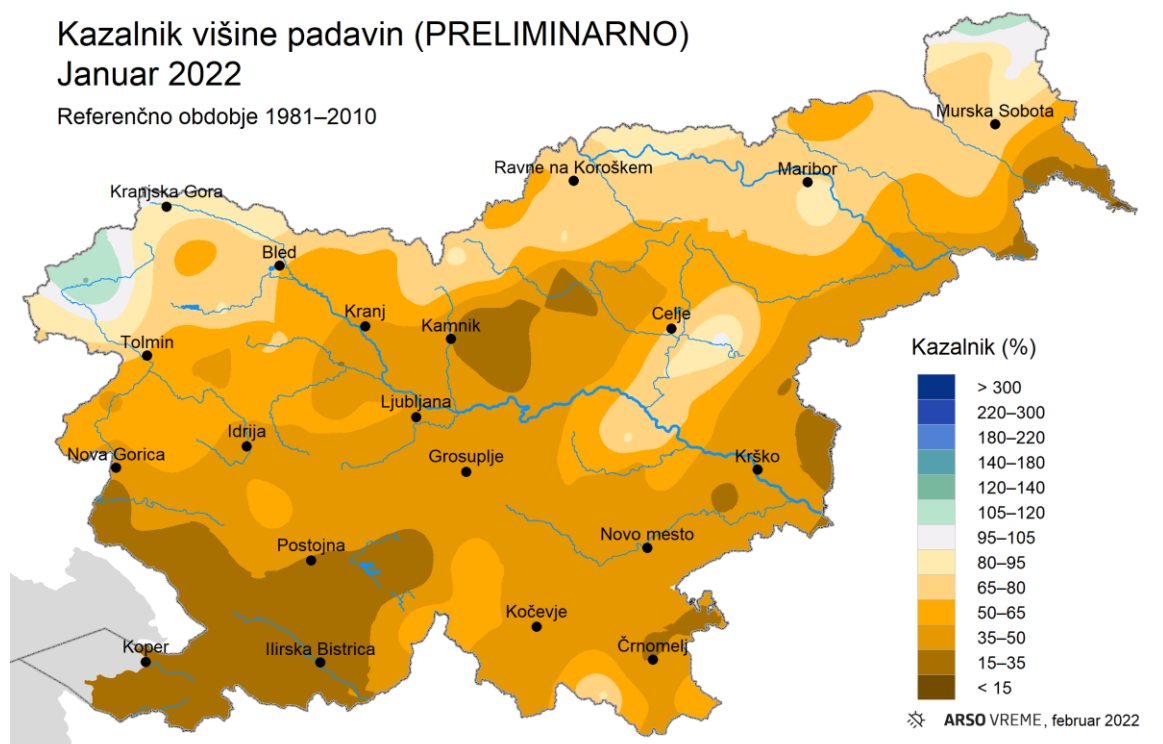 Kazalnik višine padavin (PRELIMINARNO)
Januar 2022
Referenčno obdobje 1981–2010
Murska Sobota
Ravne na Koroškem
Maribor
Kranjska Gora
Bled
Kranj
Kamnik
Celje
Tolmin
Ljubljana
Idrija
Nova Gorica
Grosuplje
Krško
Novo mesto
Postojna
Kočevje
Koper
Ilirska Bistrica
Črnomelj
Kazalnik (%)
> 300
220–300
180–220
140–180
120–140
105–120
95–105
80–95
65–80
50–65
35–50
15–35
< 15
ARSO VREME, februar 2022